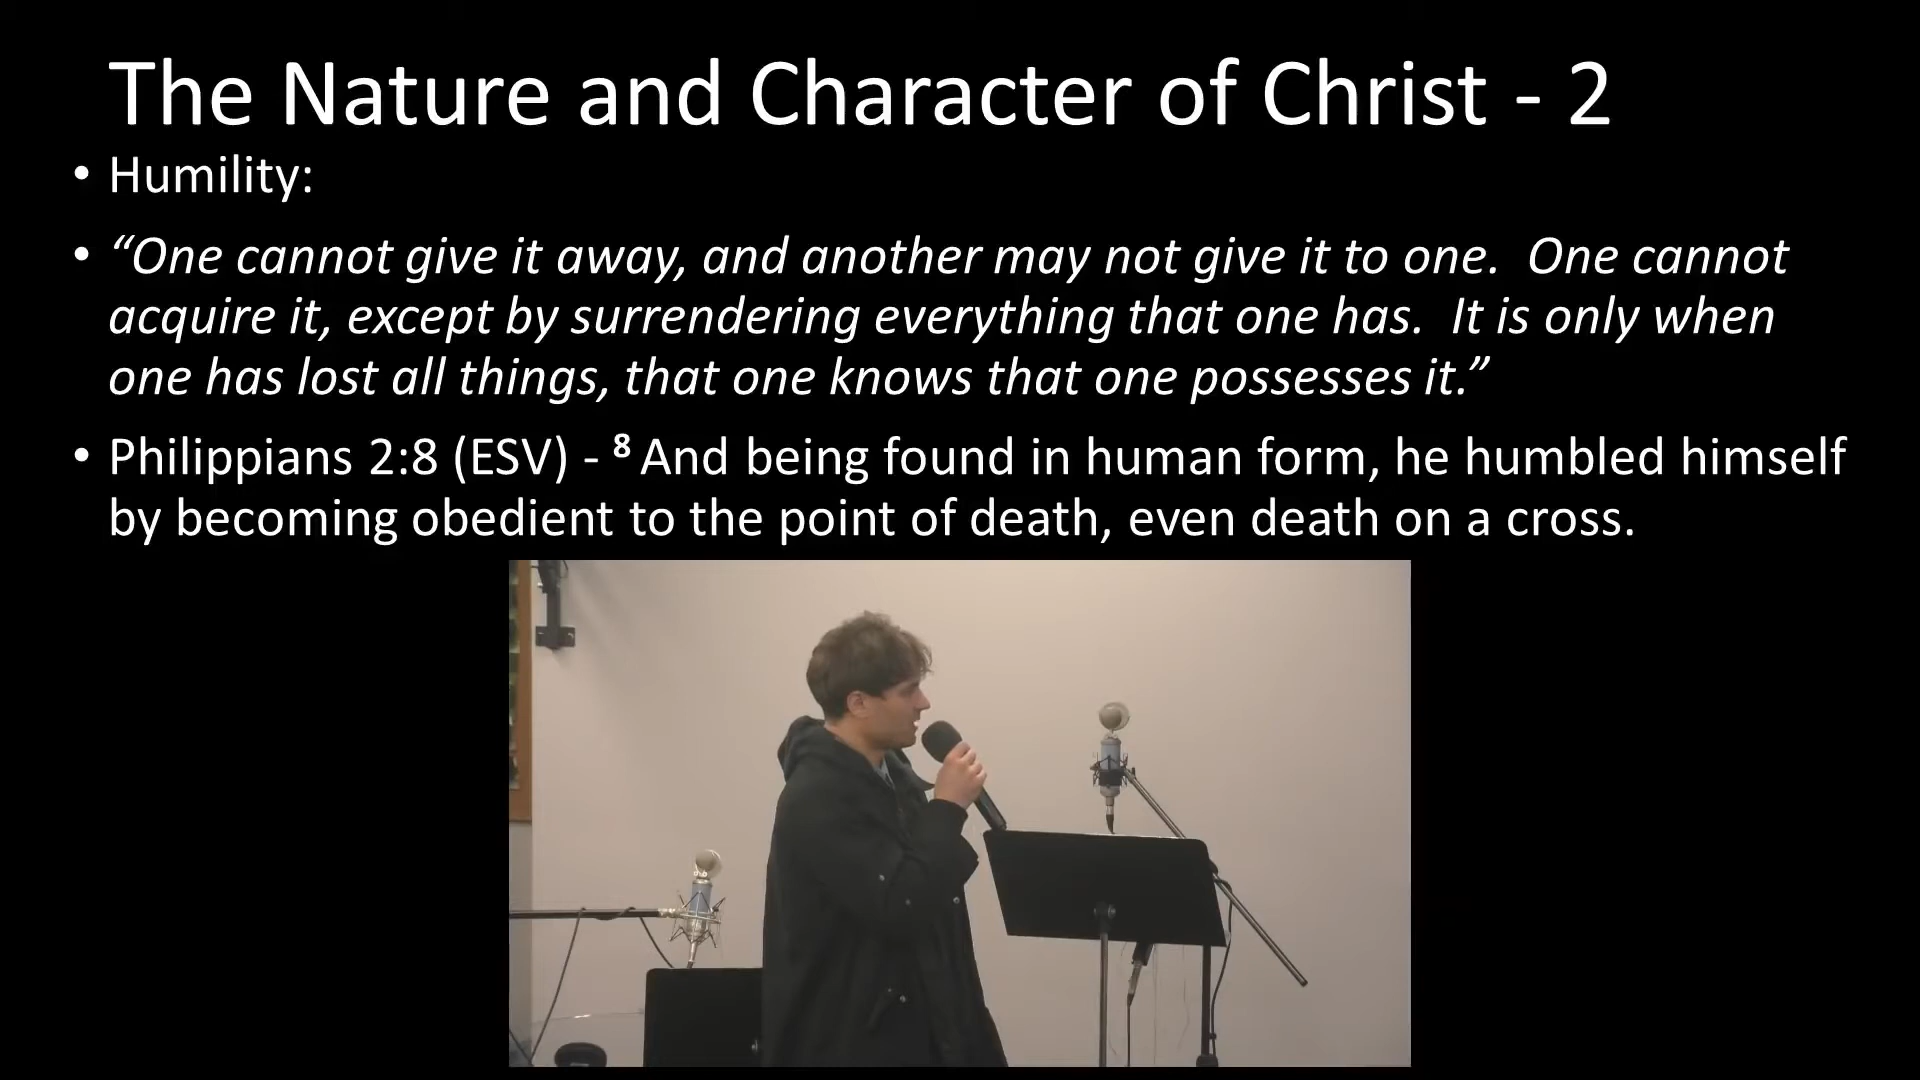 The Nature and Character of Christ - 2
• Humility:
• “One cannot give it away, and another may not give it to one.  One cannot
acquire it, except by surrendering everything that one has.  It is only when
one has lost all things, that one knows that one possesses it.”
• Philippians 2:8 (ESV) - ⁸ And being found in human form, he humbled himself
by becoming obedient to the point of death, even death on a cross.